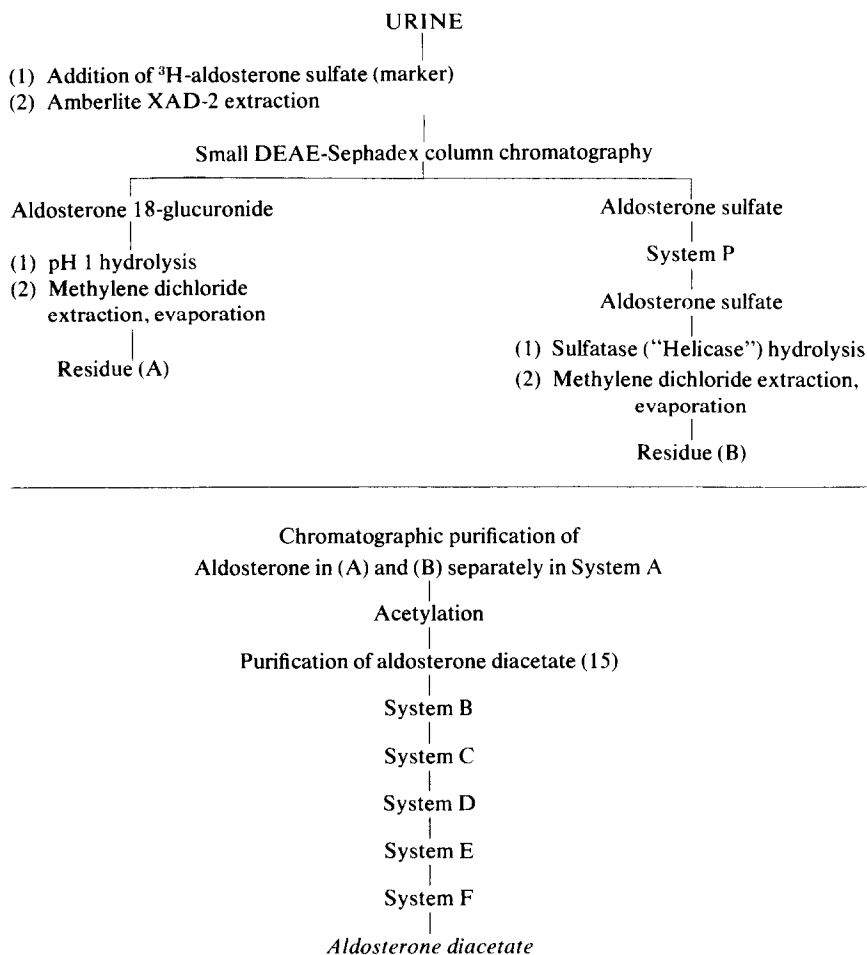 URINE
(1) Addition of ³H-aldosterone sulfate (marker)
(2) Amberlite XAD-2 extraction
Small DEAE-Sephadex column chromatography
Aldosterone 18-glucuronide
(1) pH 1 hydrolysis
(2) Methylene dichloride
extraction, evaporation
Residue (A)
Aldosterone sulfate
System P
Aldosterone sulfate
(1) Sulfatase (“Helicase”) hydrolysis
(2) Methylene dichloride extraction,
evaporation
Residue (B)
Chromatographic purification of
Aldosterone in (A) and (B) separately in System A
Acetylation
Purification of aldosterone diacetate (15)
System B
System C
System D
System E
System F
Aldosterone diacetate